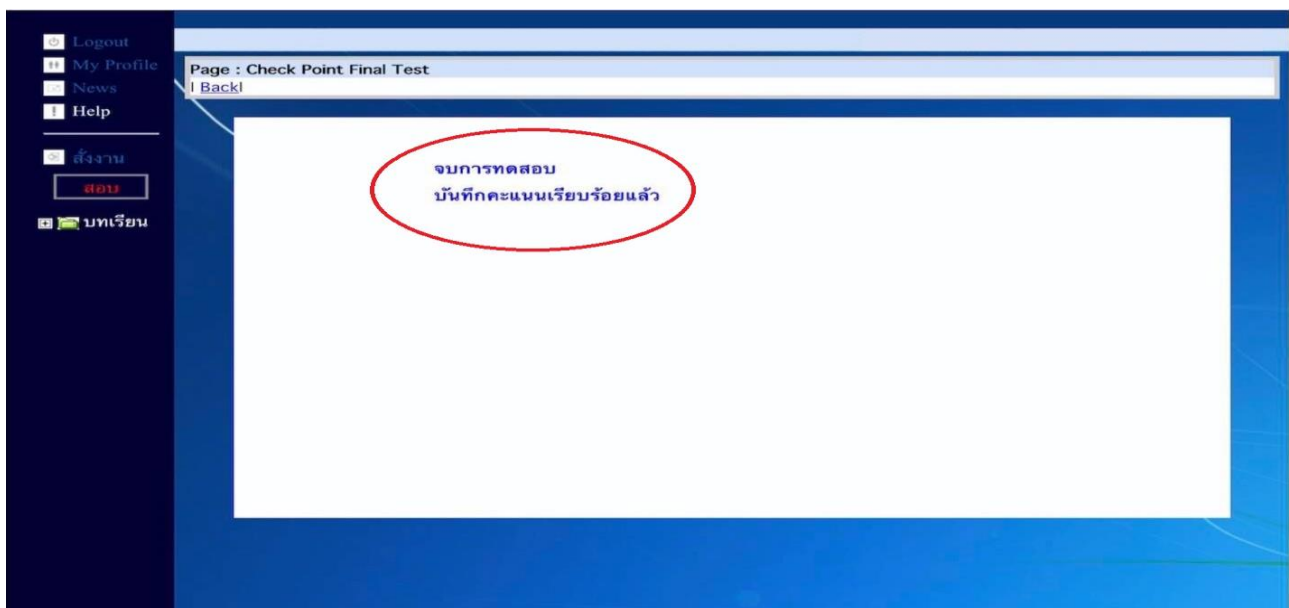 Logout
My Profile
News
Help
สั่งงาน
สอบ
บทเรียน
Page : Check Point Final Test
| Back|
จบการทดสอบ
บันทึกคะแนนเรียบร้อยแล้ว